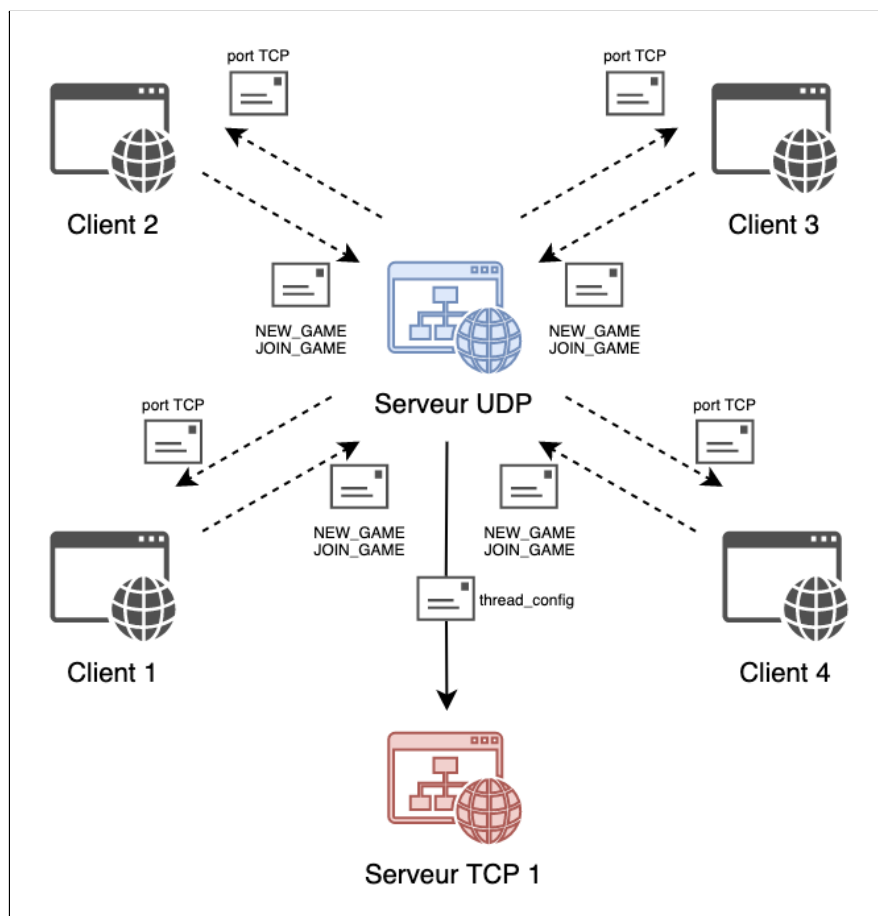 port TCP
port TCP
Client 2
Client 3
NEW_GAME
JOIN_GAME
NEW_GAME
JOIN_GAME
Serveur UDP
port TCP
port TCP
NEW_GAME
JOIN_GAME
NEW_GAME
JOIN_GAME
thread_config
Client 1
Client 4
Serveur TCP 1